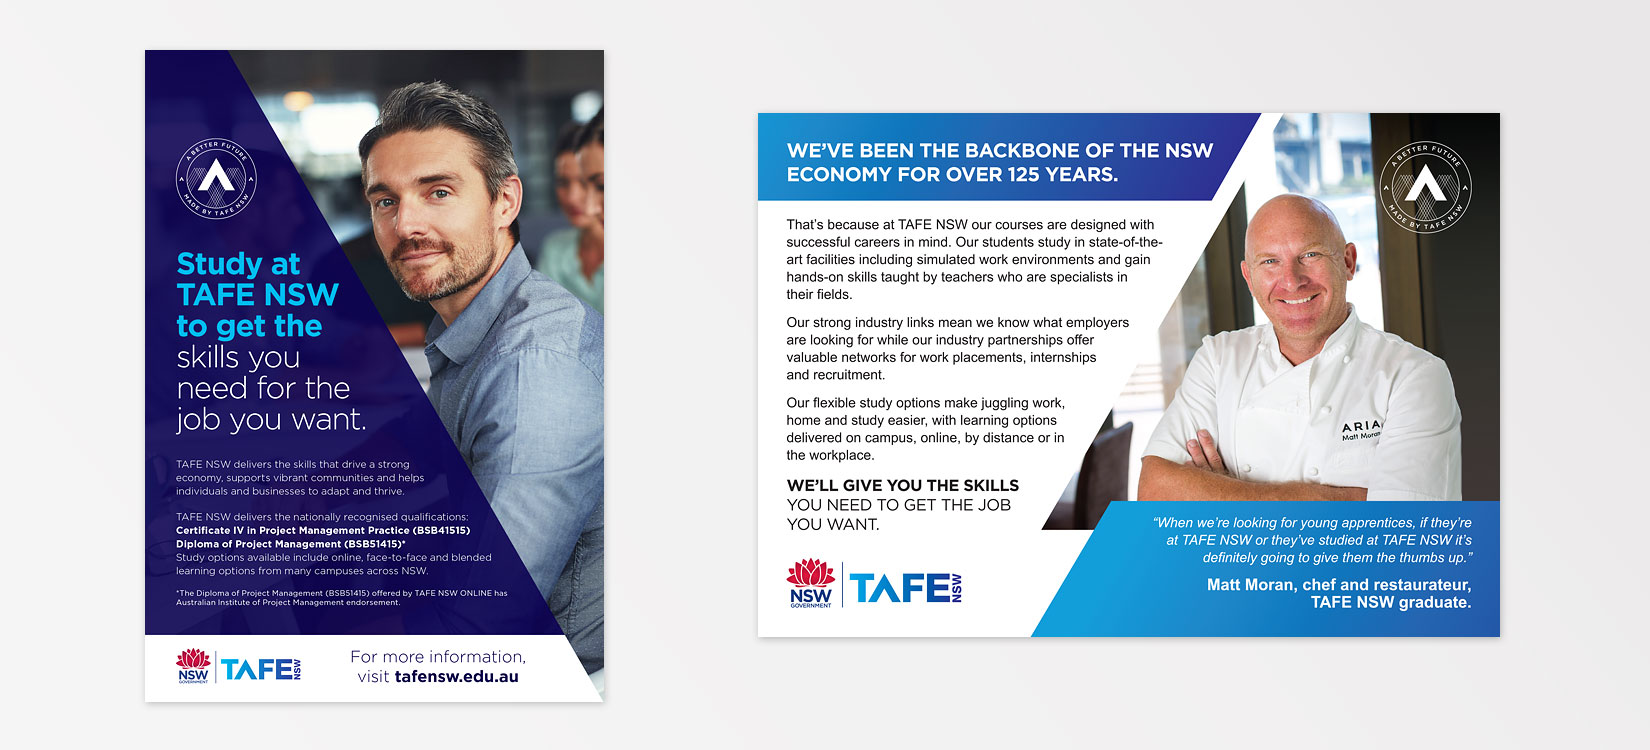 A BETTER FUTURE
MADE BY TAFE NSW
Study at
TAFE NSW
to get the
skills you
need for the
job you want.
TAFE NSW delivers the skills that drive a strong
economy, supports vibrant communities and helps
individuals and businesses to adapt and thrive.
TAFE NSW delivers the nationally recognised qualifications:
Certificate IV in Project Management Practice (BSB41515)
Diploma of Project Management (BSB51415)*
Study options available include online, face-to-face and blended
learning options from many campuses across NSW.
*The Diploma of Project Management (BSB51415) offered by TAFE NSW ONLINE has
Australian Institute of Project Management endorsement.
NSW
GOVERNMENT
TAFE NSW
For more information,
visit tafensw.edu.au
WE'VE BEEN THE BACKBONE OF THE NSW
ECONOMY FOR OVER 125 YEARS.
That's because at TAFE NSW our courses are designed with
successful careers in mind. Our students study in state-of-the-
art facilities including simulated work environments and gain
hands-on skills taught by teachers who are specialists in
their fields.
Our strong industry links mean we know what employers
are looking for while our industry partnerships offer
valuable networks for work placements, internships
and recruitment.
Our flexible study options make juggling work,
home and study easier, with learning options
delivered on campus, online, by distance or in
the workplace.
WE'LL GIVE YOU THE SKILLS
YOU NEED TO GET THE JOB
YOU WANT.
NSW
GOVERNMENT
TAFE NSW
A BETTER FUTURE
MADE BY TAFE NSW
ARIA
Matt Moran
"When we're looking for young apprentices, if they're
at TAFE NSW or they've studied at TAFE NSW it's
definitely going to give them the thumbs up."
Matt Moran, chef and restaurateur,
TAFE NSW graduate.